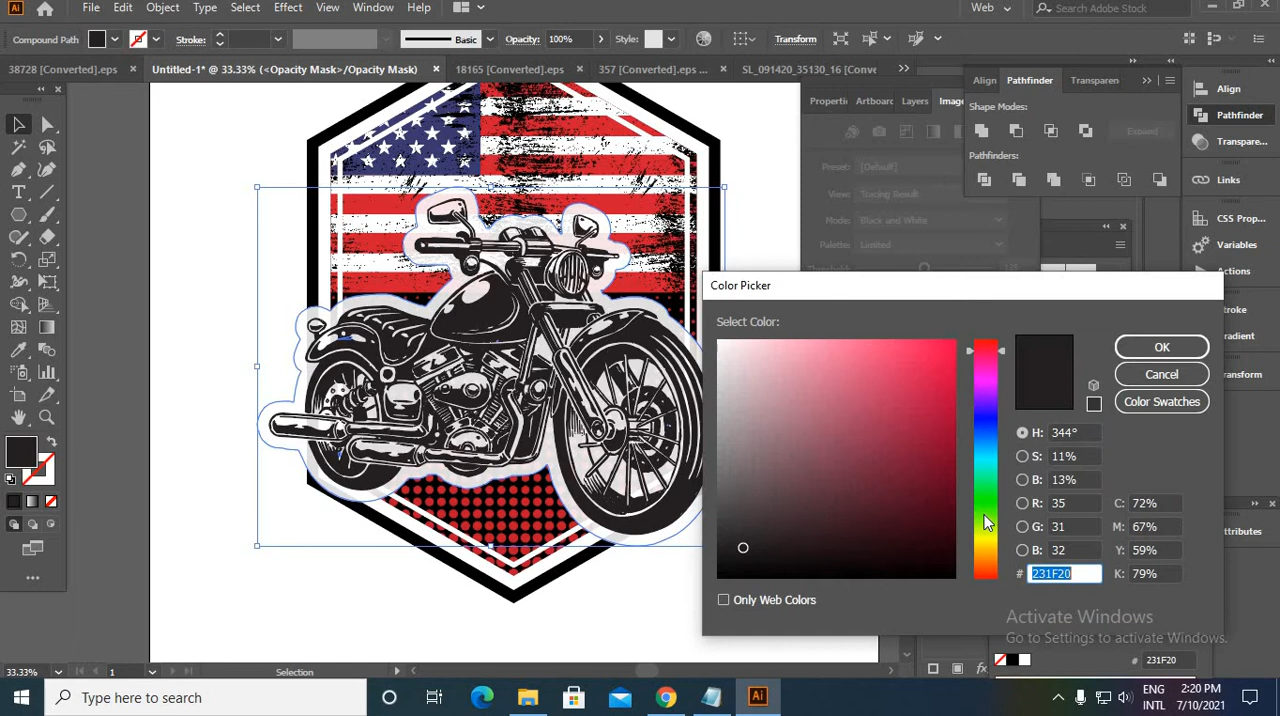 Ai File Edit Object Type Select Effect View Window Help Web Search Adobe Stock
Compound Path Stroke: Basic Opacity: 100% Style: Transform
38728 [Converted].eps Untitled-1* @ 33.33% (<Opacity Mask>/Opacity Mask) 18165 [Converted].eps 357 [Converted].eps ... SL_091420_35130_16 [Conve
Align Pathfinder Transparen
Properti Artboar Layers Imag
Shape Modes:
Expand
Pathfinders:
Align
Pathfinder
Transpare...
Links
CSS Prop...
Variables
Preset: [Default]
View: Tracing Result
Mode: Black and White
Palette: Limited
Color Picker
Select Color:
OK
Cancel
Color Swatches
H: 344°
S: 11%
B: 13%
R: 35 C: 72%
G: 31 M: 67%
B: 32 Y: 59%
# 231F20 K: 79%
Only Web Colors
Activate Windows
Go to Settings to activate Windows.
# 231F20
33.33% 1 Selection
Type here to search
ENG
INTL
2:20 PM
7/10/2021